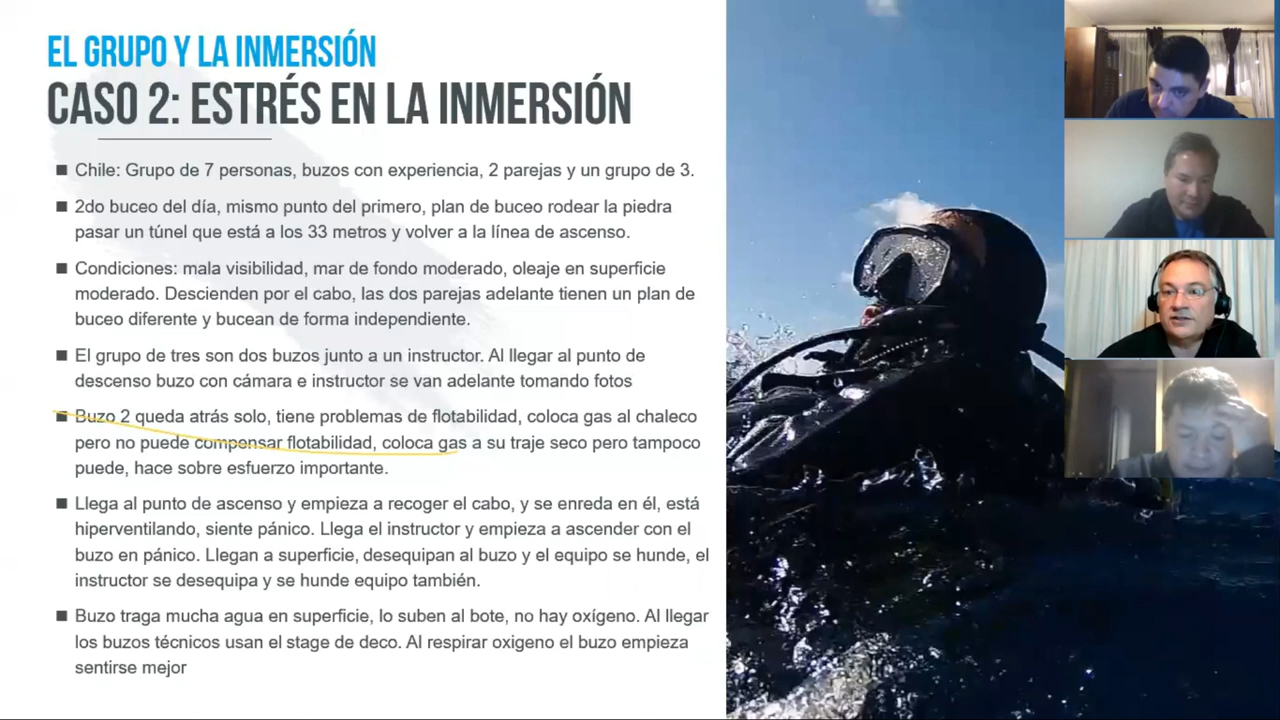 EL GRUPO Y LA INMERSIÓN
CASO 2: ESTRÉS EN LA INMERSIÓN
■ Chile: Grupo de 7 personas, buzos con experiencia, 2 parejas y un grupo de 3.
■ 2do buceo del día, mismo punto del primero, plan de buceo rodear la piedra
pasar un túnel que está a los 33 metros y volver a la línea de ascenso.
■ Condiciones: mala visibilidad, mar de fondo moderado, oleaje en superficie
moderado. Descienden por el cabo, las dos parejas adelante tienen un plan de
buceo diferente y bucean de forma independiente.
■ El grupo de tres son dos buzos junto a un instructor. Al llegar al punto de
descenso buzo con cámara e instructor se van adelante tomando fotos
■ Buzo 2 queda atrás solo, tiene problemas de flotabilidad, coloca gas al chaleco
pero no puede compensar flotabilidad, coloca gas a su traje seco pero tampoco
puede, hace sobre esfuerzo importante.
■ Llega al punto de ascenso y empieza a recoger el cabo, y se enreda en él, está
hiperventilando, siente pánico. Llega el instructor y empieza a ascender con el
buzo en pánico. Llegan a superficie, desequipan al buzo y el equipo se hunde, el
instructor se desequipa y se hunde equipo también.
■ Buzo traga mucha agua en superficie, lo suben al bote, no hay oxígeno. Al llegar
los buzos técnicos usan el stage de deco. Al respirar oxigeno el buzo empieza
sentirse mejor